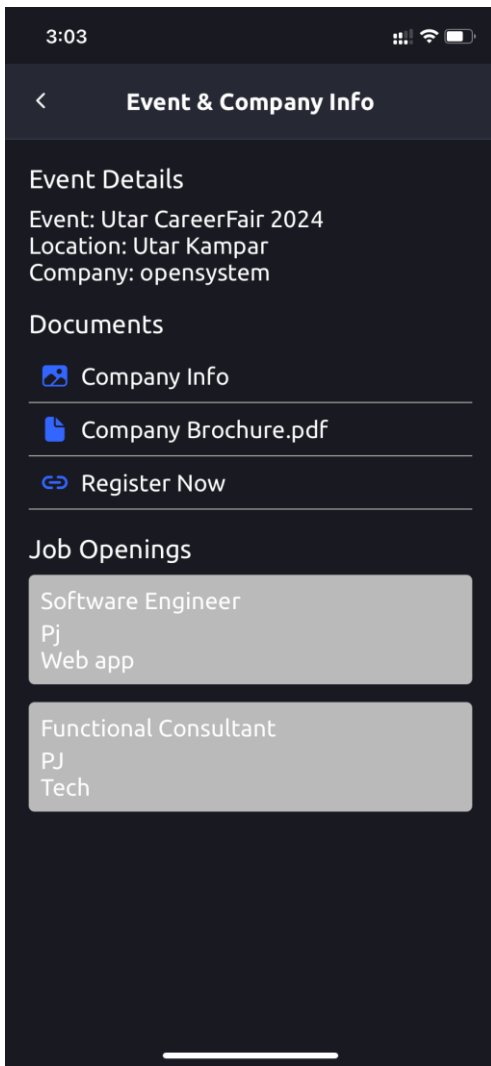 3:03
Event & Company Info
Event Details
Event: Utar CareerFair 2024
Location: Utar Kampar
Company: opensystem
Documents
Company Info
Company Brochure.pdf
Register Now
Job Openings
Software Engineer
Pj
Web app
Functional Consultant
PJ
Tech